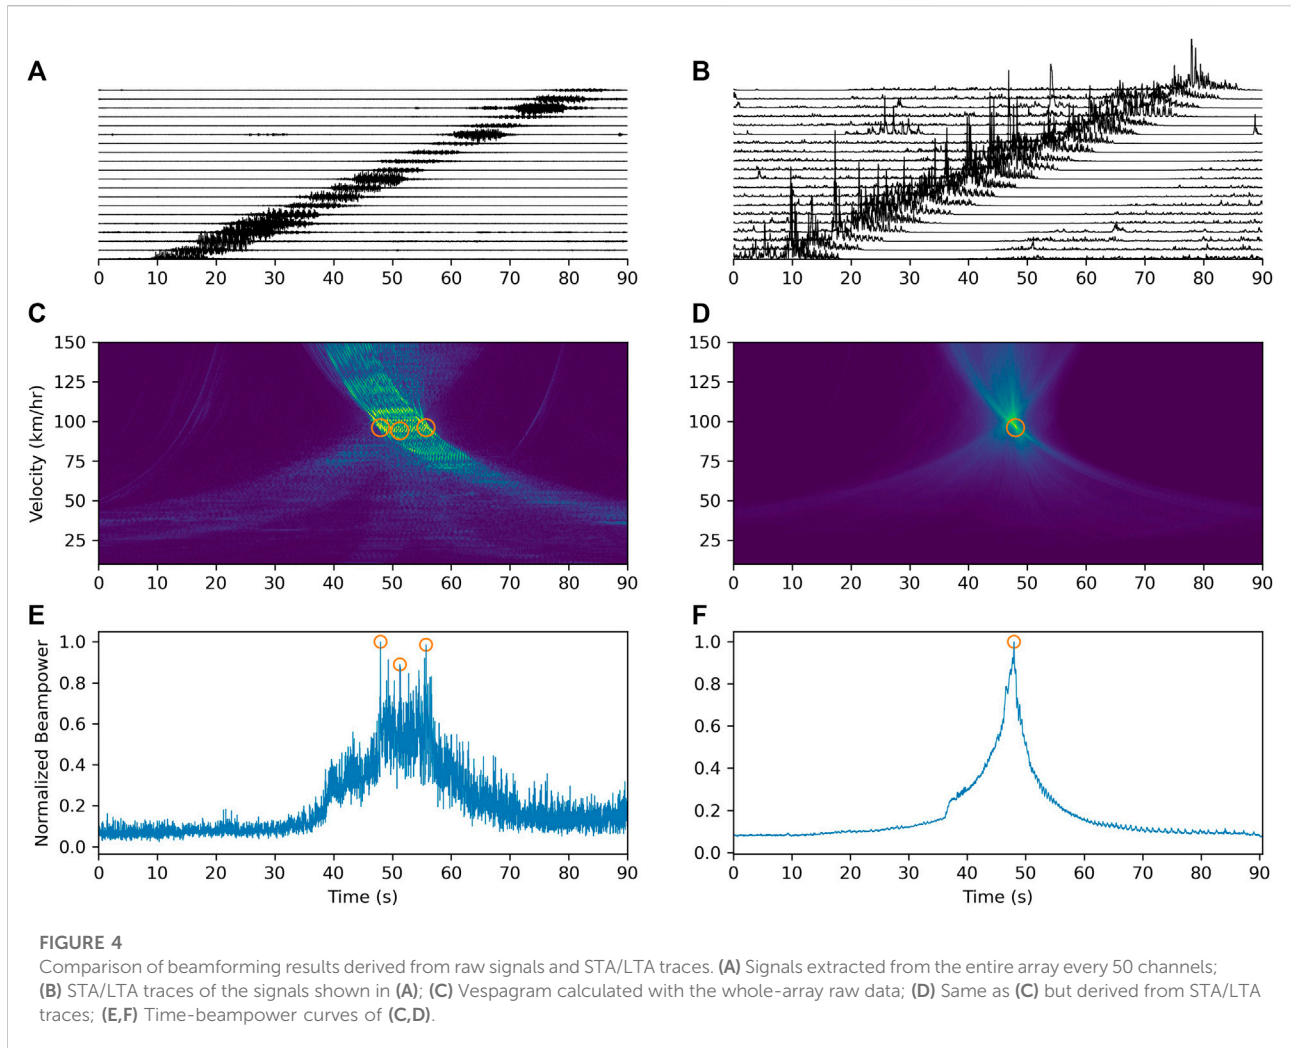 A
B
0 10 20 30 40 50 60 70 80 90
0 10 20 30 40 50 60 70 80 90
C
D
Velocity (km/hr)
150
125
100
75
50
25
0 10 20 30 40 50 60 70 80 90
150
125
100
75
50
25
0 10 20 30 40 50 60 70 80 90
E
F
Normalized Beampower
1.0
0.8
0.6
0.4
0.2
0.0
0 10 20 30 40 50 60 70 80 90
Time (s)
1.0
0.8
0.6
0.4
0.2
0.0
0 10 20 30 40 50 60 70 80 90
Time (s)
FIGURE 4
Comparison of beamforming results derived from raw signals and STA/LTA traces. (A) Signals extracted from the entire array every 50 channels;
(B) STA/LTA traces of the signals shown in (A); (C) Vespagram calculated with the whole-array raw data; (D) Same as (C) but derived from STA/LTA
traces; (E,F) Time-beampower curves of (C,D).